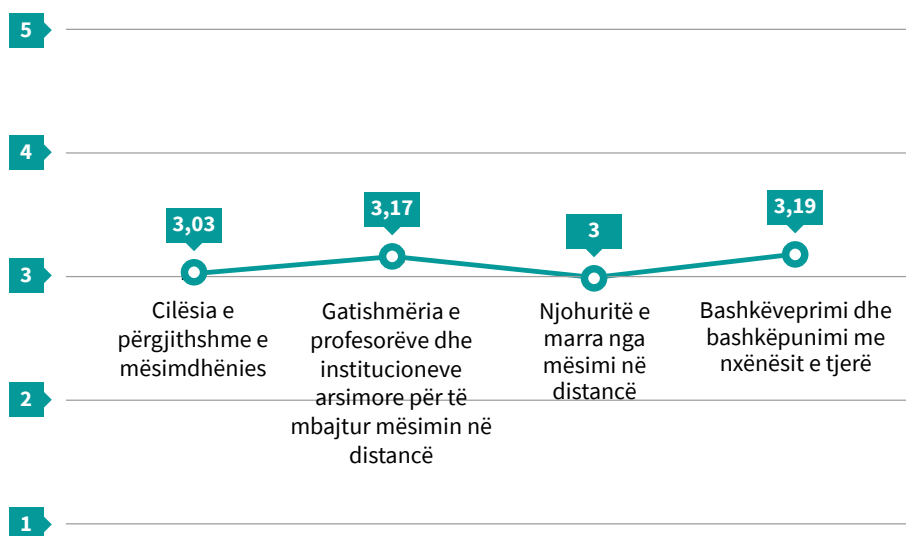 5
4
3,03
3,17
3
3,19
3
Cilësia e
përgjithshme e
mësimdhënies
Gatishmëria e
profesorëve dhe
institucioneve
arsimore për të
mbajtur mësimin në
distancë
Njohuritë e
marra nga
mësimi në
distancë
Bashkëveprimi dhe
bashkëpunimi me
nxënësit e tjerë
2
1